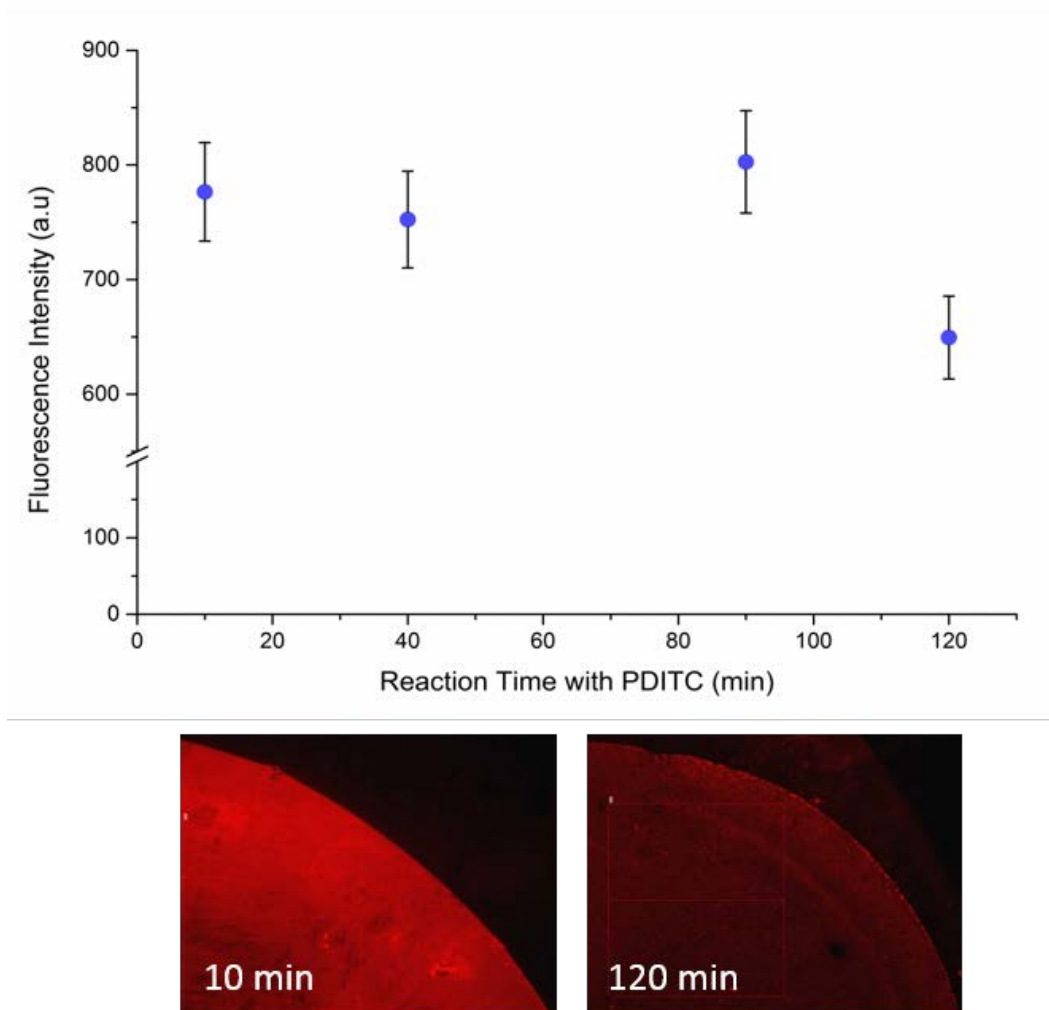 900
800
700
600
100
0
Fluorescence Intensity (a.u)
0 20 40 60 80 100 120
Reaction Time with PDITC (min)
10 min
120 min